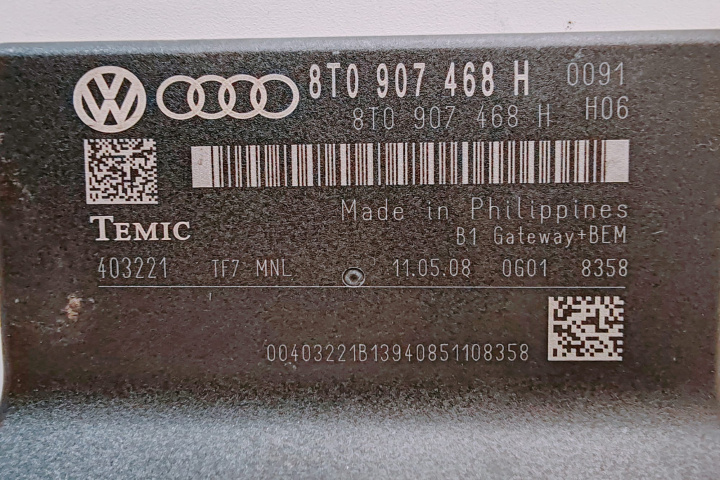 8T0 907 468 H 0091
8T0 907 468 H H06
TEMIC
Made in Philippines
B1 Gateway+BEM
403221 TF7 MNL 11.05.08 0G01 8358
00403221B13940851108358